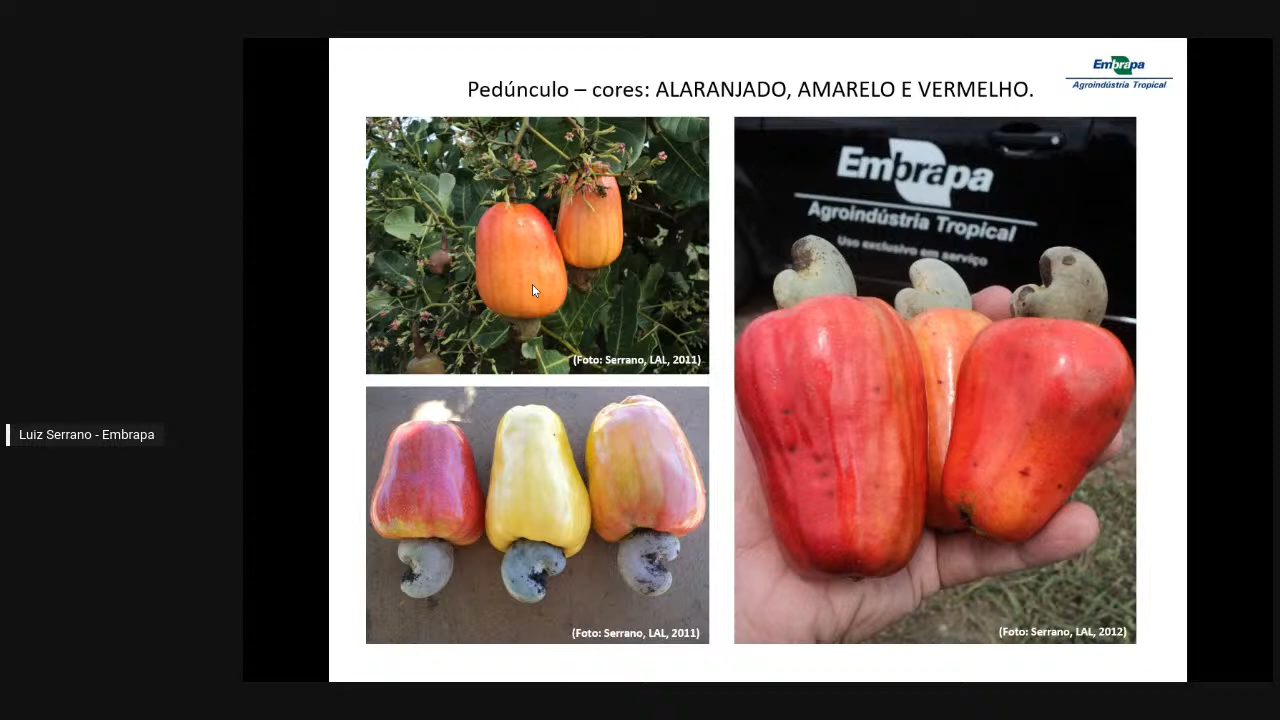 Pedúnculo – cores: ALARANJADO, AMARELO E VERMELHO.
Embrapa
Agroindústria Tropical
(Foto: Serrano, LAL, 2011)
Embrapa
Agroindústria Tropical
Uso exclusivo em serviço
Luiz Serrano - Embrapa
(Foto: Serrano, LAL, 2011)
(Foto: Serrano, LAL, 2012)